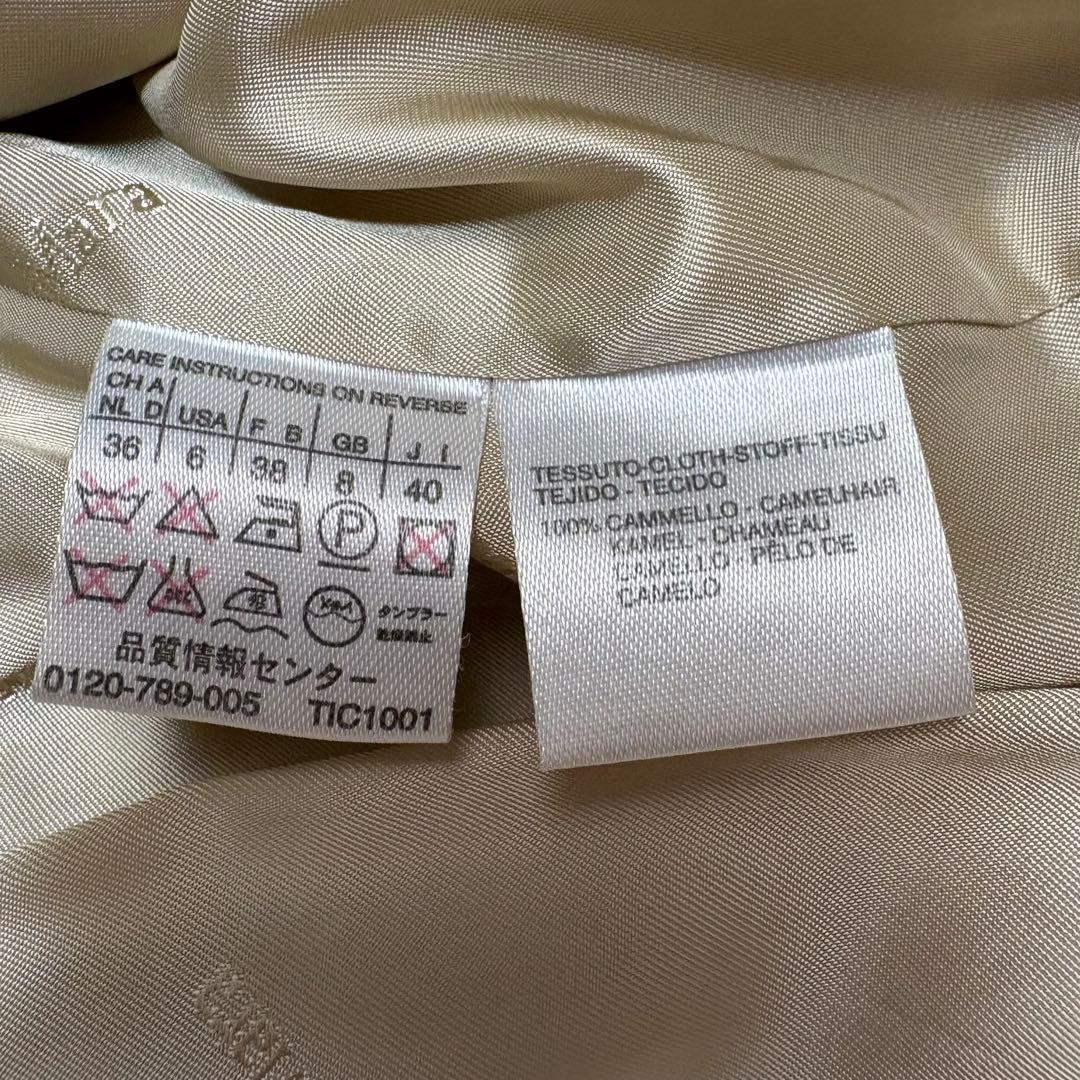 CARE INSTRUCTIONS ON REVERSE
CH A
NL D USA F B GB J I
36 6 38 8 40
P
タンブラー
乾燥禁止
品質情報センター
0120-789-005 TIC1001
TESSUTO-CLOTH-STOFF-TISSU
TEJIDO - TECIDO
100% CAMMELLO - CAMELHAIR
KAMEL - CHAMEAU
CAMELLO - PÊLO DE
CAMELO